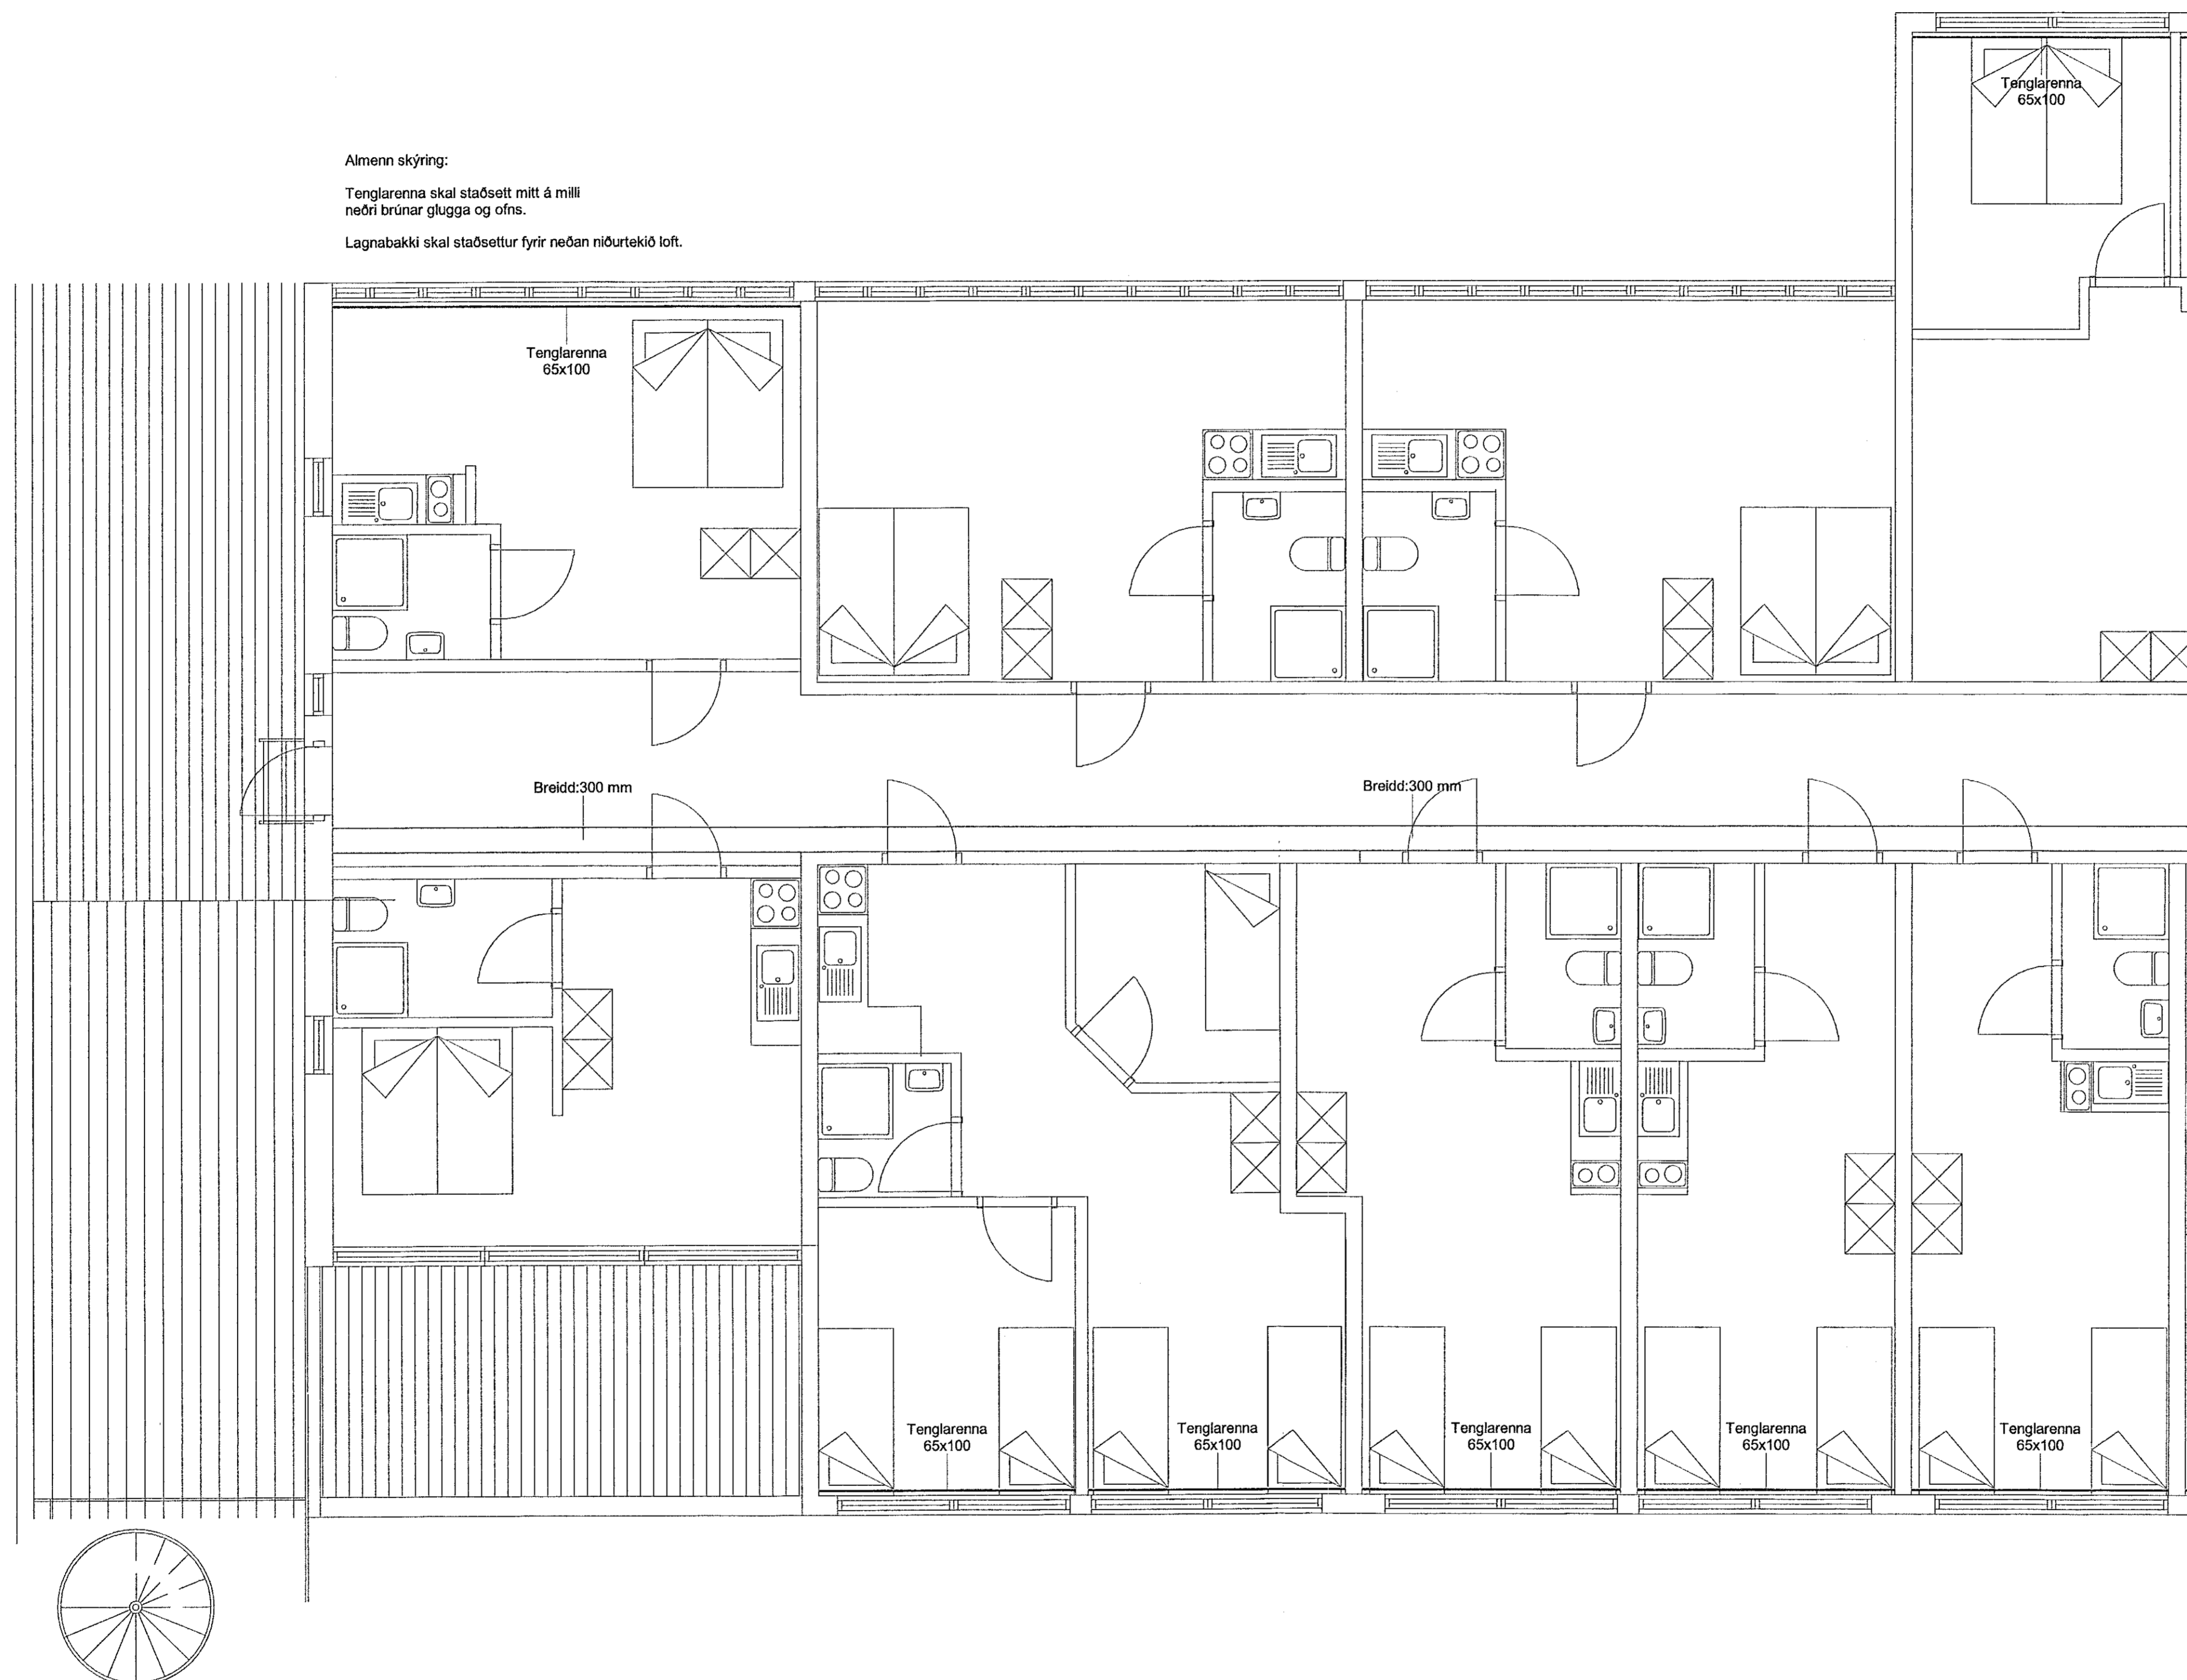 Tenglarenna
65x100
Almenn skýring:
Tenglarenna skal staðsett mitt á milli
neðri brúnar glugga og ofns.
Lagnabakki skal staðsettur fyrir neðan niðurtekið loft.
Tenglarenna
65x100
Breidd:300 mm
Breidd:300 mm
Tenglarenna
65x100
Tenglarenna
65x100
Tenglarenna
65x100
Tenglarenna
65x100
Tenglarenna
65x100